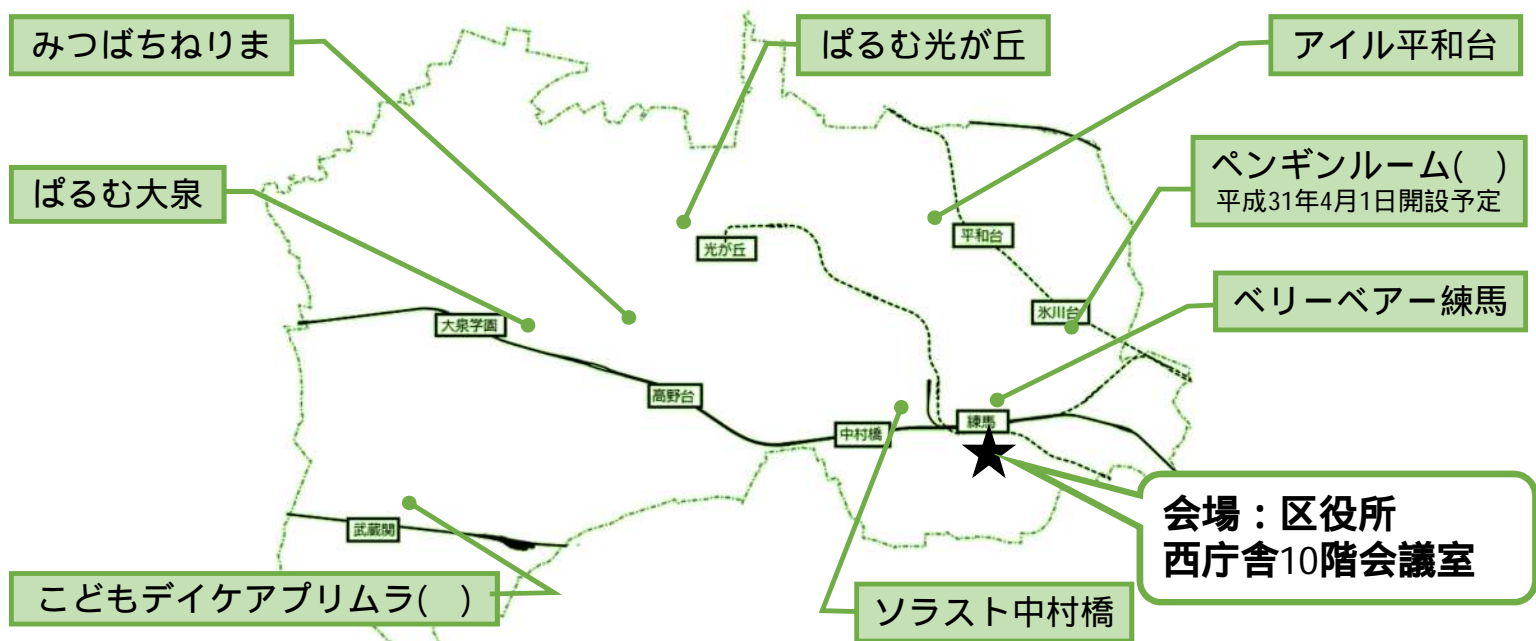 みつばちねりま
ぱるむ光が丘
アイル平和台
ぱるむ大泉
ペンギンルーム( )
平成31年4月1日開設予定
光が丘
平和台
ベリーベアー練馬
氷川台
大泉学園
高野台
練馬
中村橋
会場：区役所
西庁舎10階会議室
武蔵関
こどもデイケアプリムラ( )
ソラスト中村橋